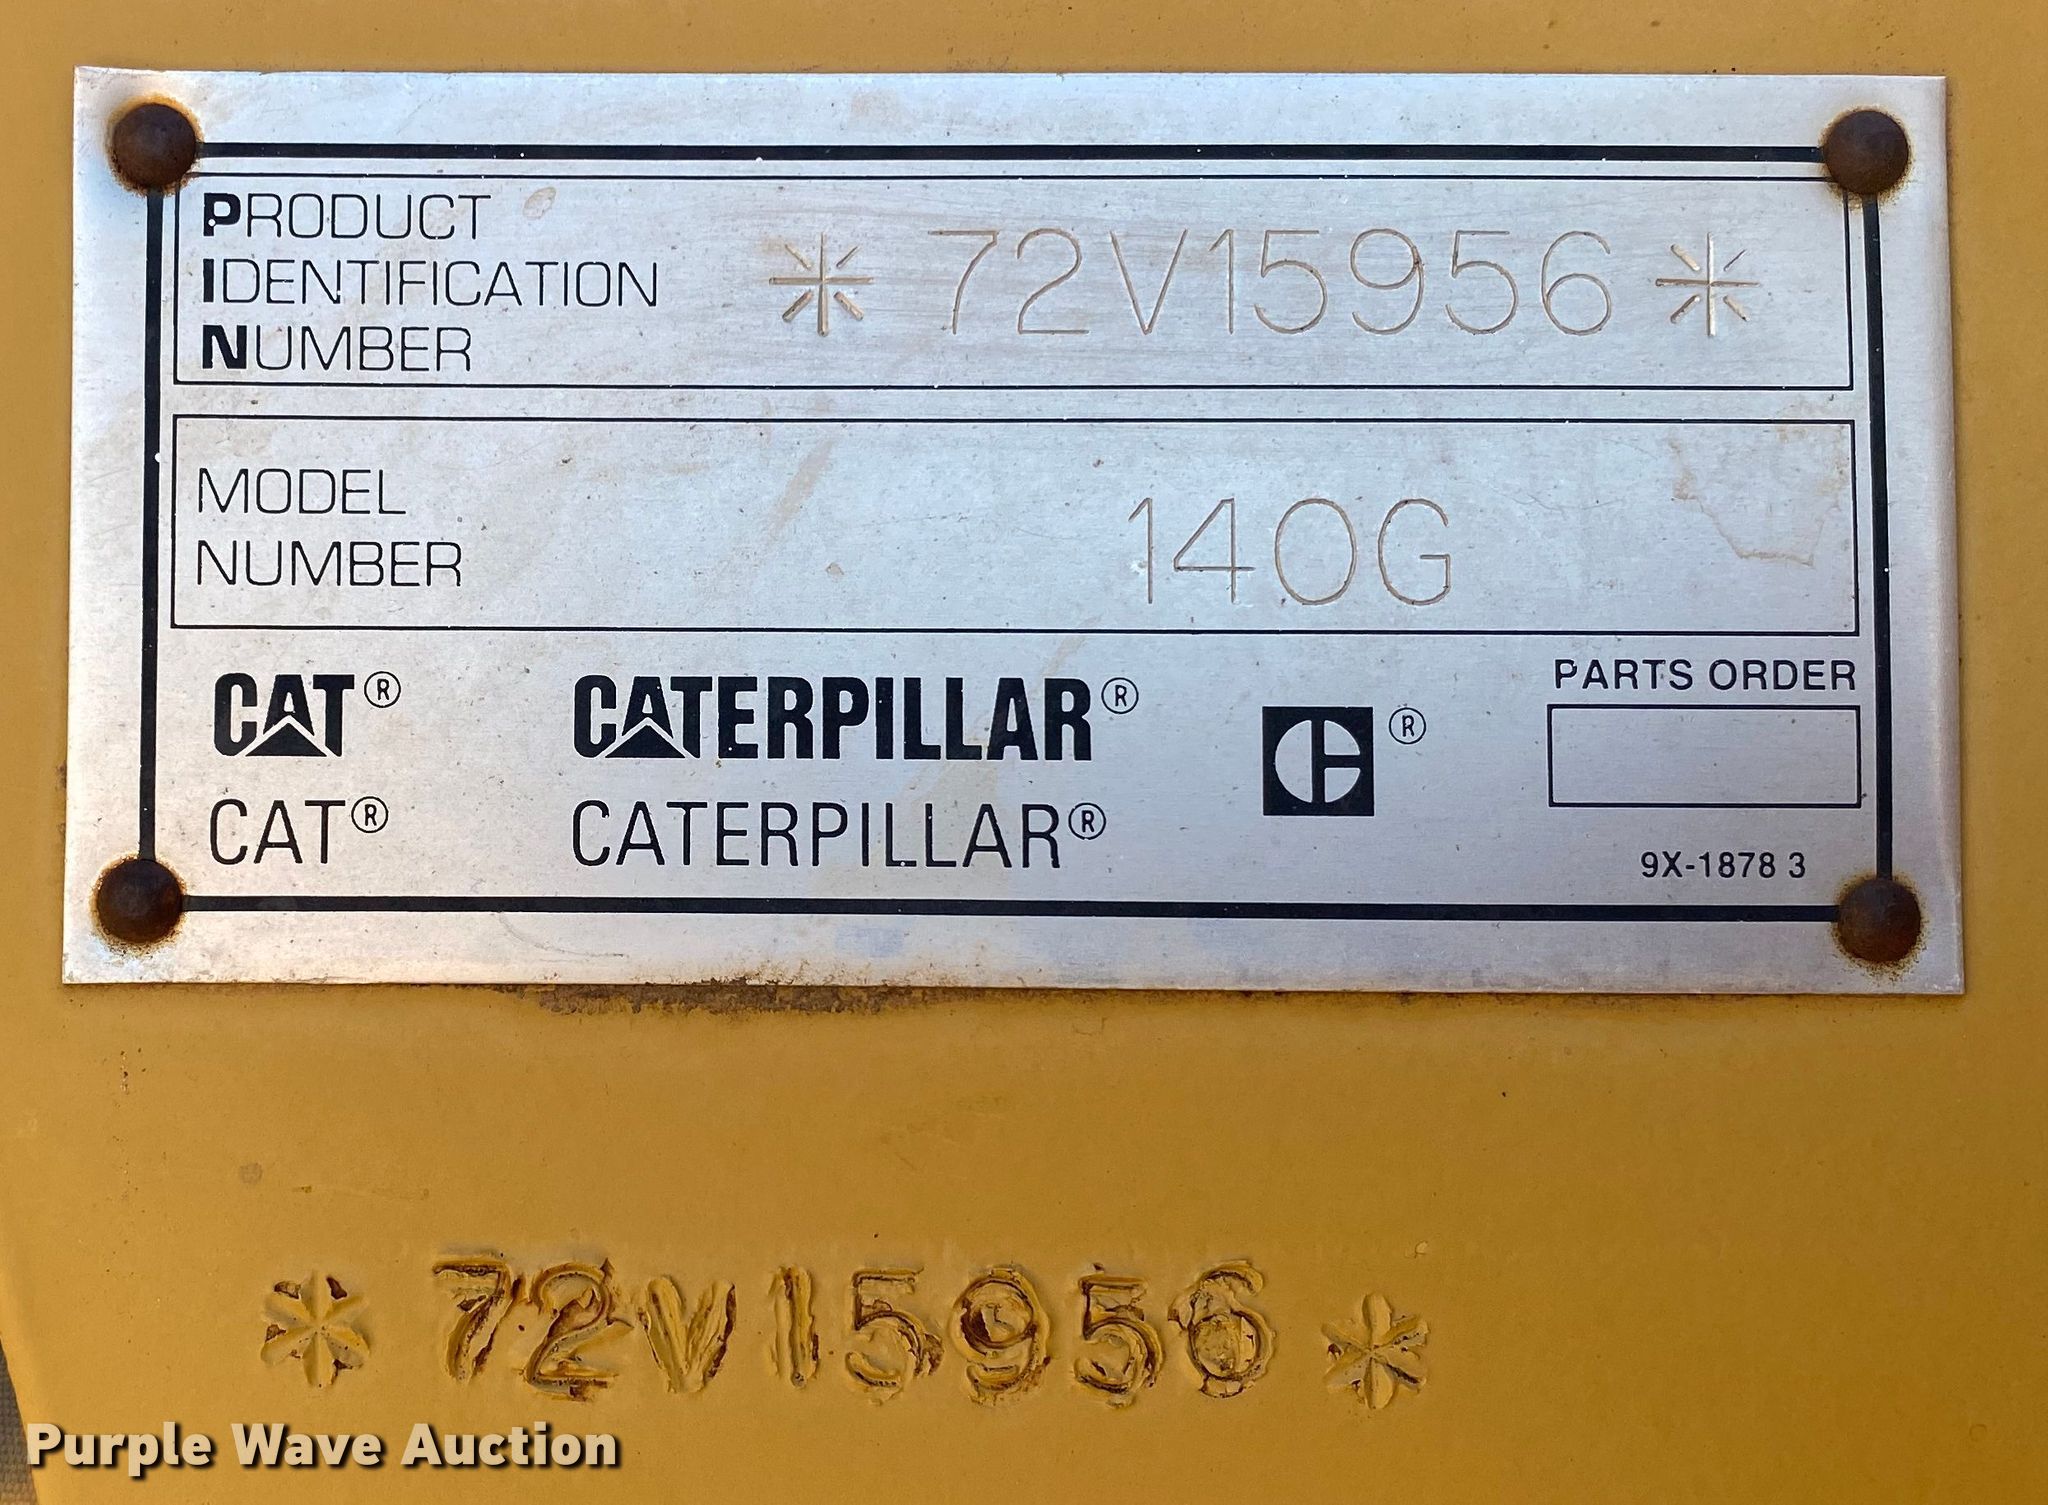 PRODUCT
IDENTIFICATION
NUMBER
*72V15956*
MODEL
NUMBER
140G
CAT® CATERPILLAR® ®
CAT® CATERPILLAR®
PARTS ORDER
9X-1878 3
*72V15956*
Purple Wave Auction